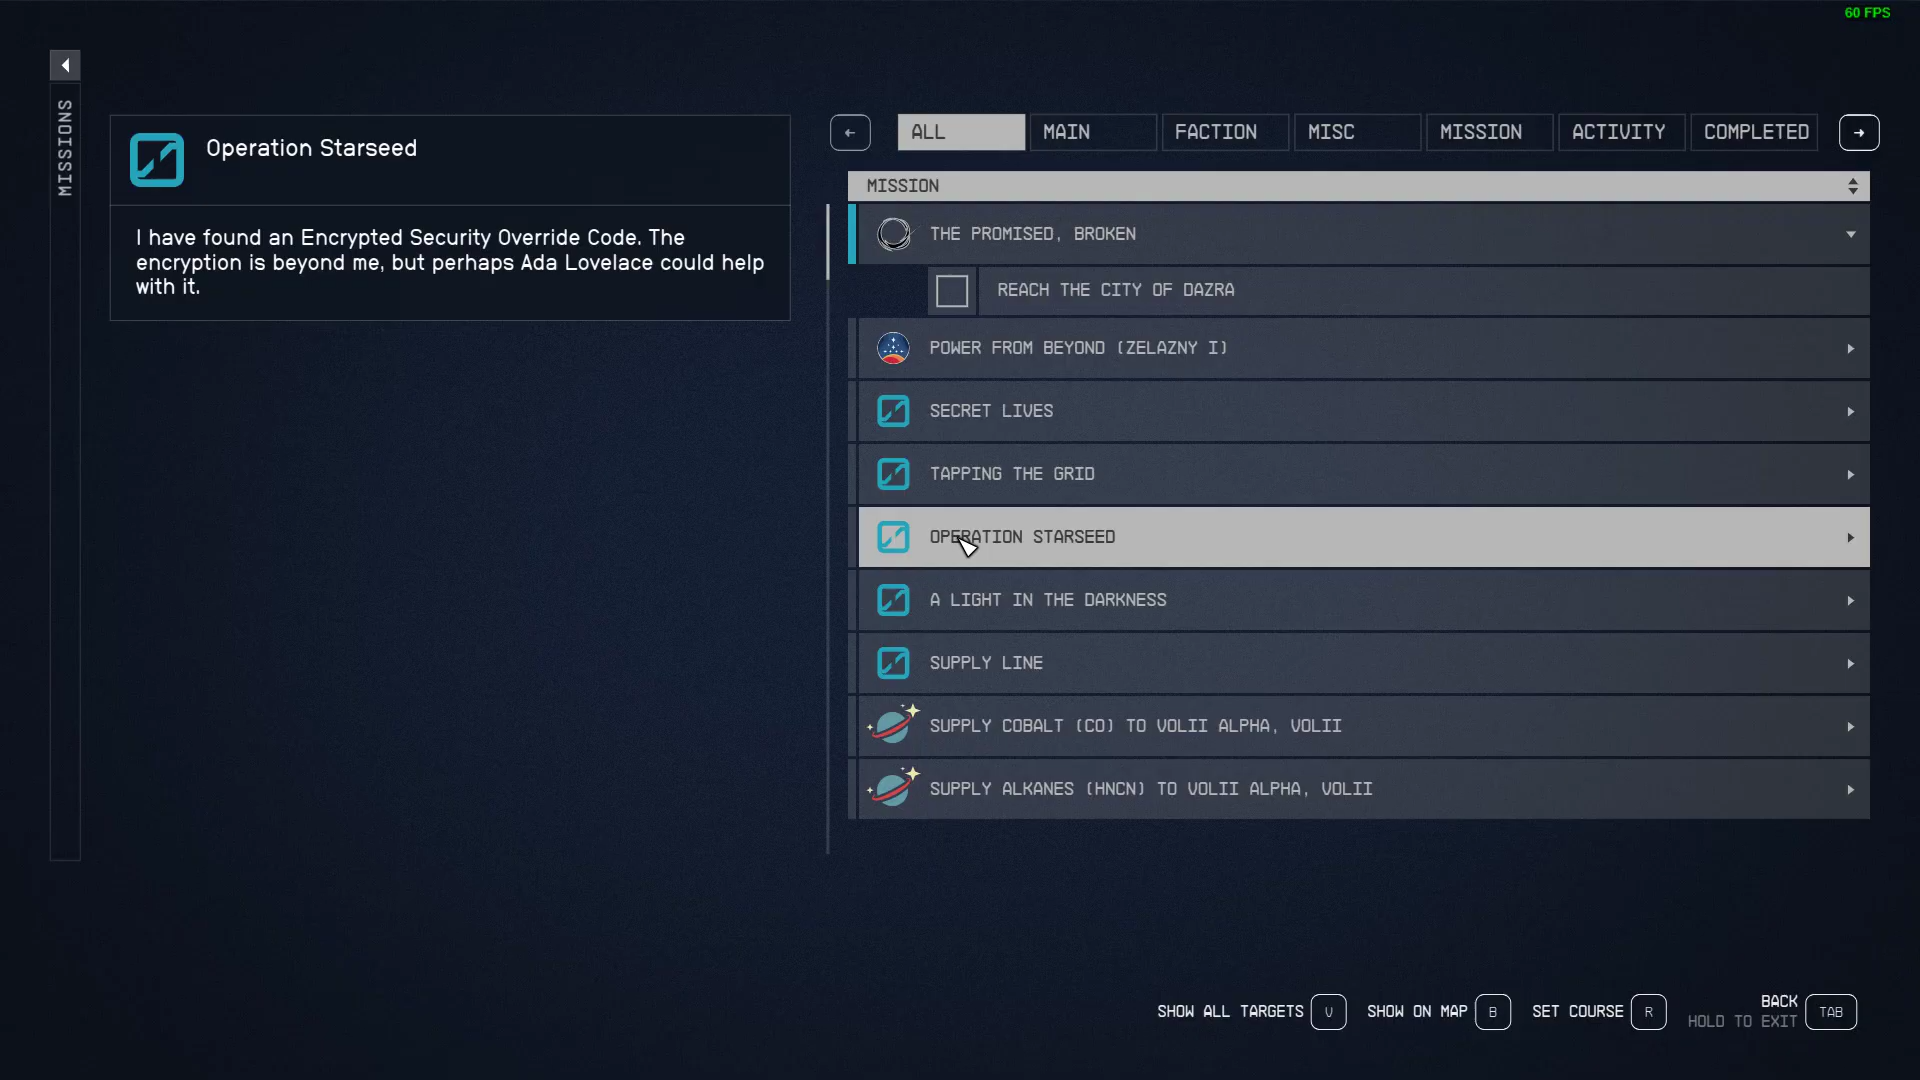 60 FPS
MISSIONS
Operation Starseed
I have found an Encrypted Security Override Code. The
encryption is beyond me, but perhaps Ada Lovelace could help
with it.
ALL MAIN FACTION MISC MISSION ACTIVITY COMPLETED
MISSION
THE PROMISED, BROKEN
REACH THE CITY OF DAZRA
POWER FROM BEYOND (ZELAZNY I)
SECRET LIVES
TAPPING THE GRID
OPERATION STARSEED
A LIGHT IN THE DARKNESS
SUPPLY LINE
SUPPLY COBALT (CO) TO VOLII ALPHA, VOLII
SUPPLY ALKANES (HNCN) TO VOLII ALPHA, VOLII
SHOW ALL TARGETS V SHOW ON MAP B SET COURSE R BACK TAB
HOLD TO EXIT